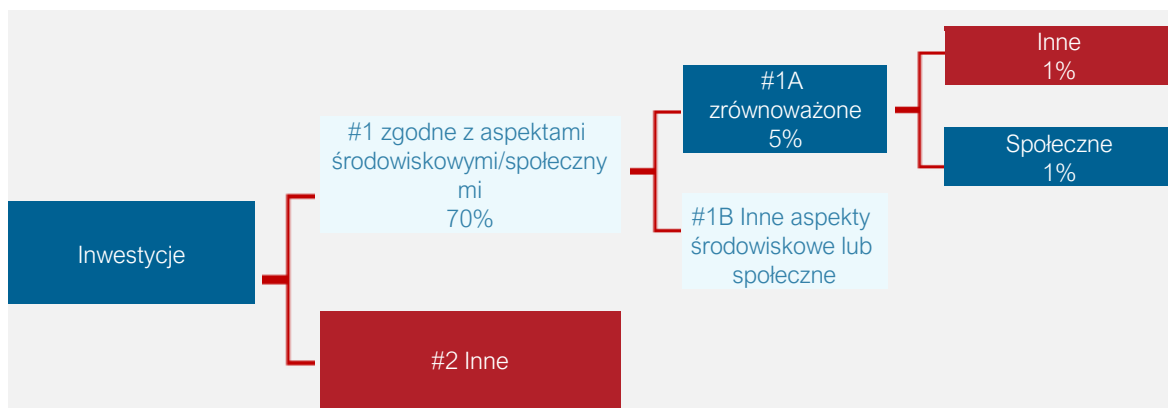 Inwestycje
#1 zgodne z aspektami
środowiskowymi/społeczny
mi
70%
#2 Inne
#1A
zrównoważone
5%
#1B Inne aspekty
środowiskowe lub
społeczne
Inne
1%
Społeczne
1%